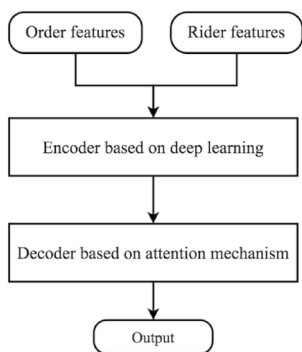 Order features
Rider features
Encoder based on deep learning
Decoder based on attention mechanism
Output